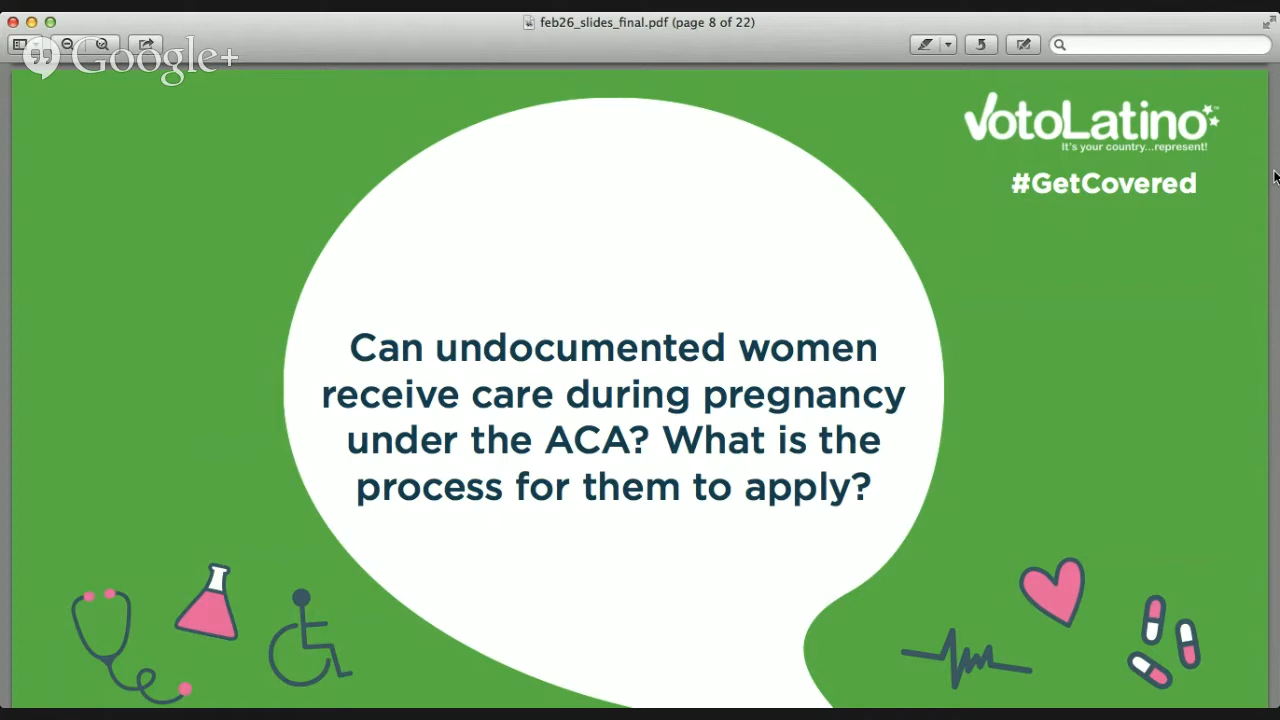 feb26_slides_final.pdf (page 8 of 22)
Google+
VotoLatino™
It's your country...represent!
#GetCovered
Can undocumented women
receive care during pregnancy
under the ACA? What is the
process for them to apply?